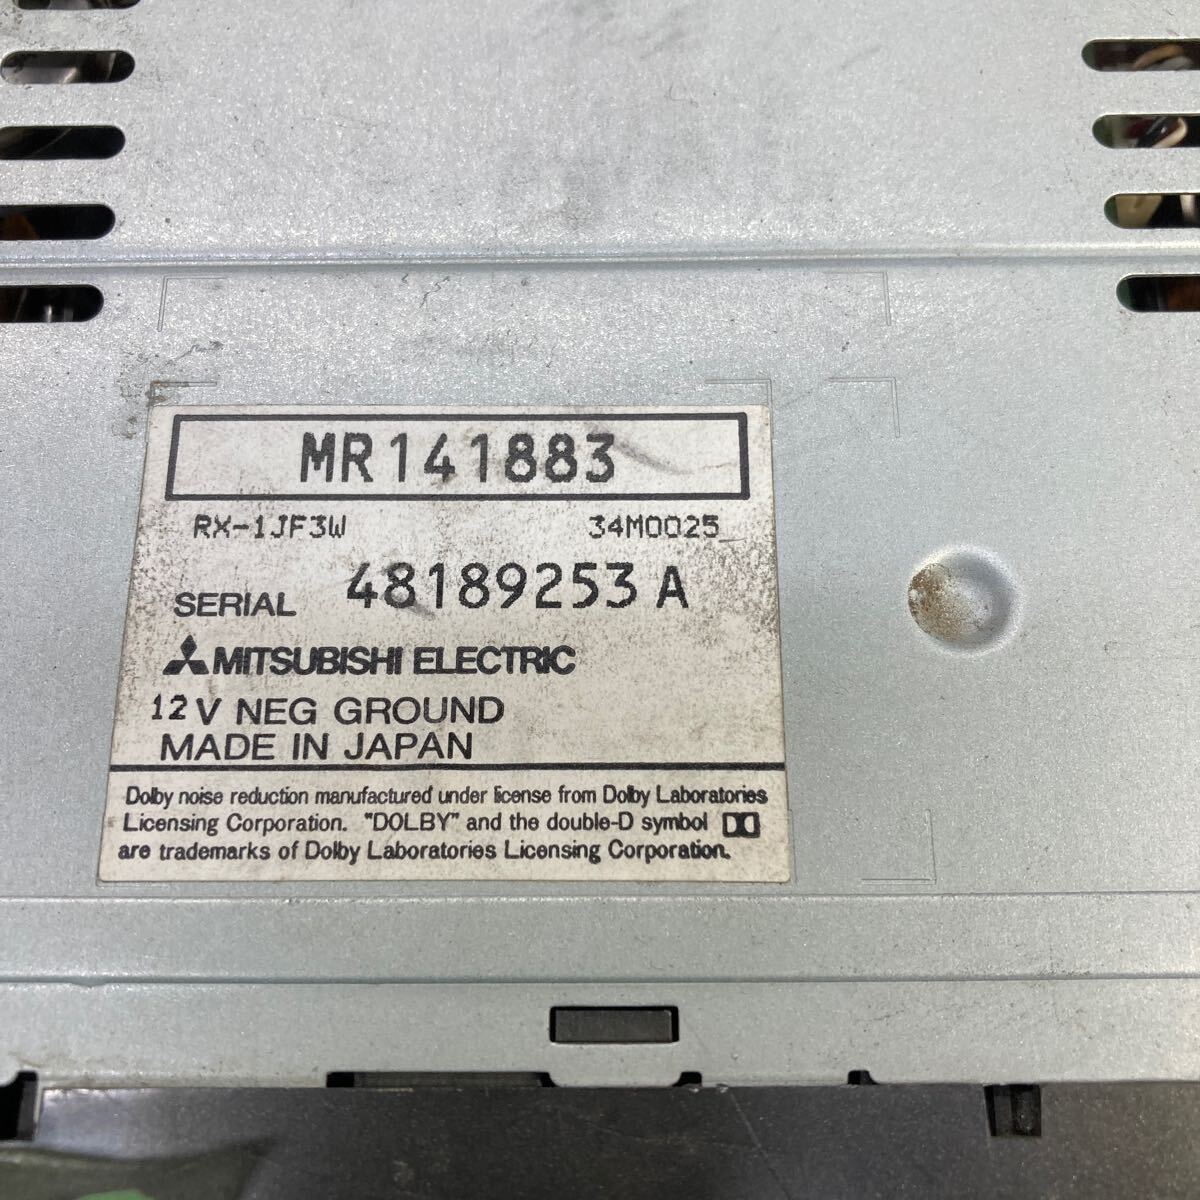 MR141883
RX-1JF3W 34M0025
SERIAL 48189253 A
MITSUBISHI ELECTRIC
12V NEG GROUND
MADE IN JAPAN
Dolby noise reduction manufactured under license from Dolby Laboratories
Licensing Corporation. "DOLBY" and the double-D symbol
are trademarks of Dolby Laboratories Licensing Corporation.